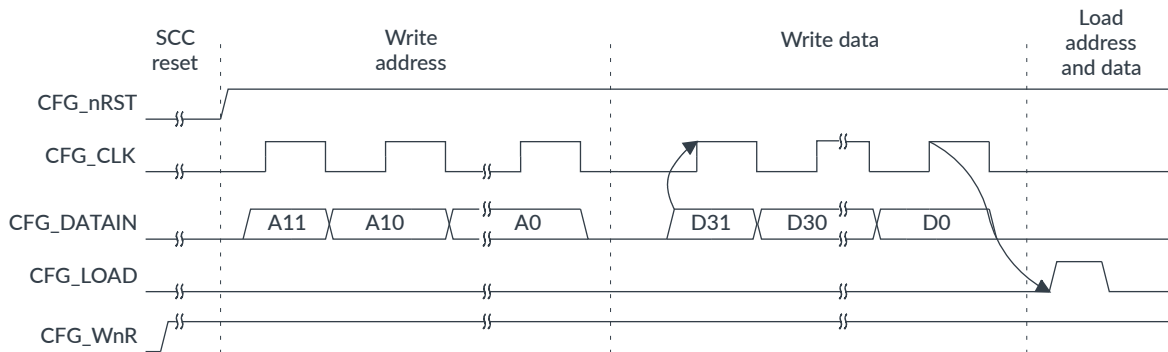 SCC
reset
Write
address
Write data
Load
address
and data
CFG_nRST
CFG_CLK
CFG_DATAIN
A11
A10
A0
D31
D30
D0
CFG_LOAD
CFG_WnR